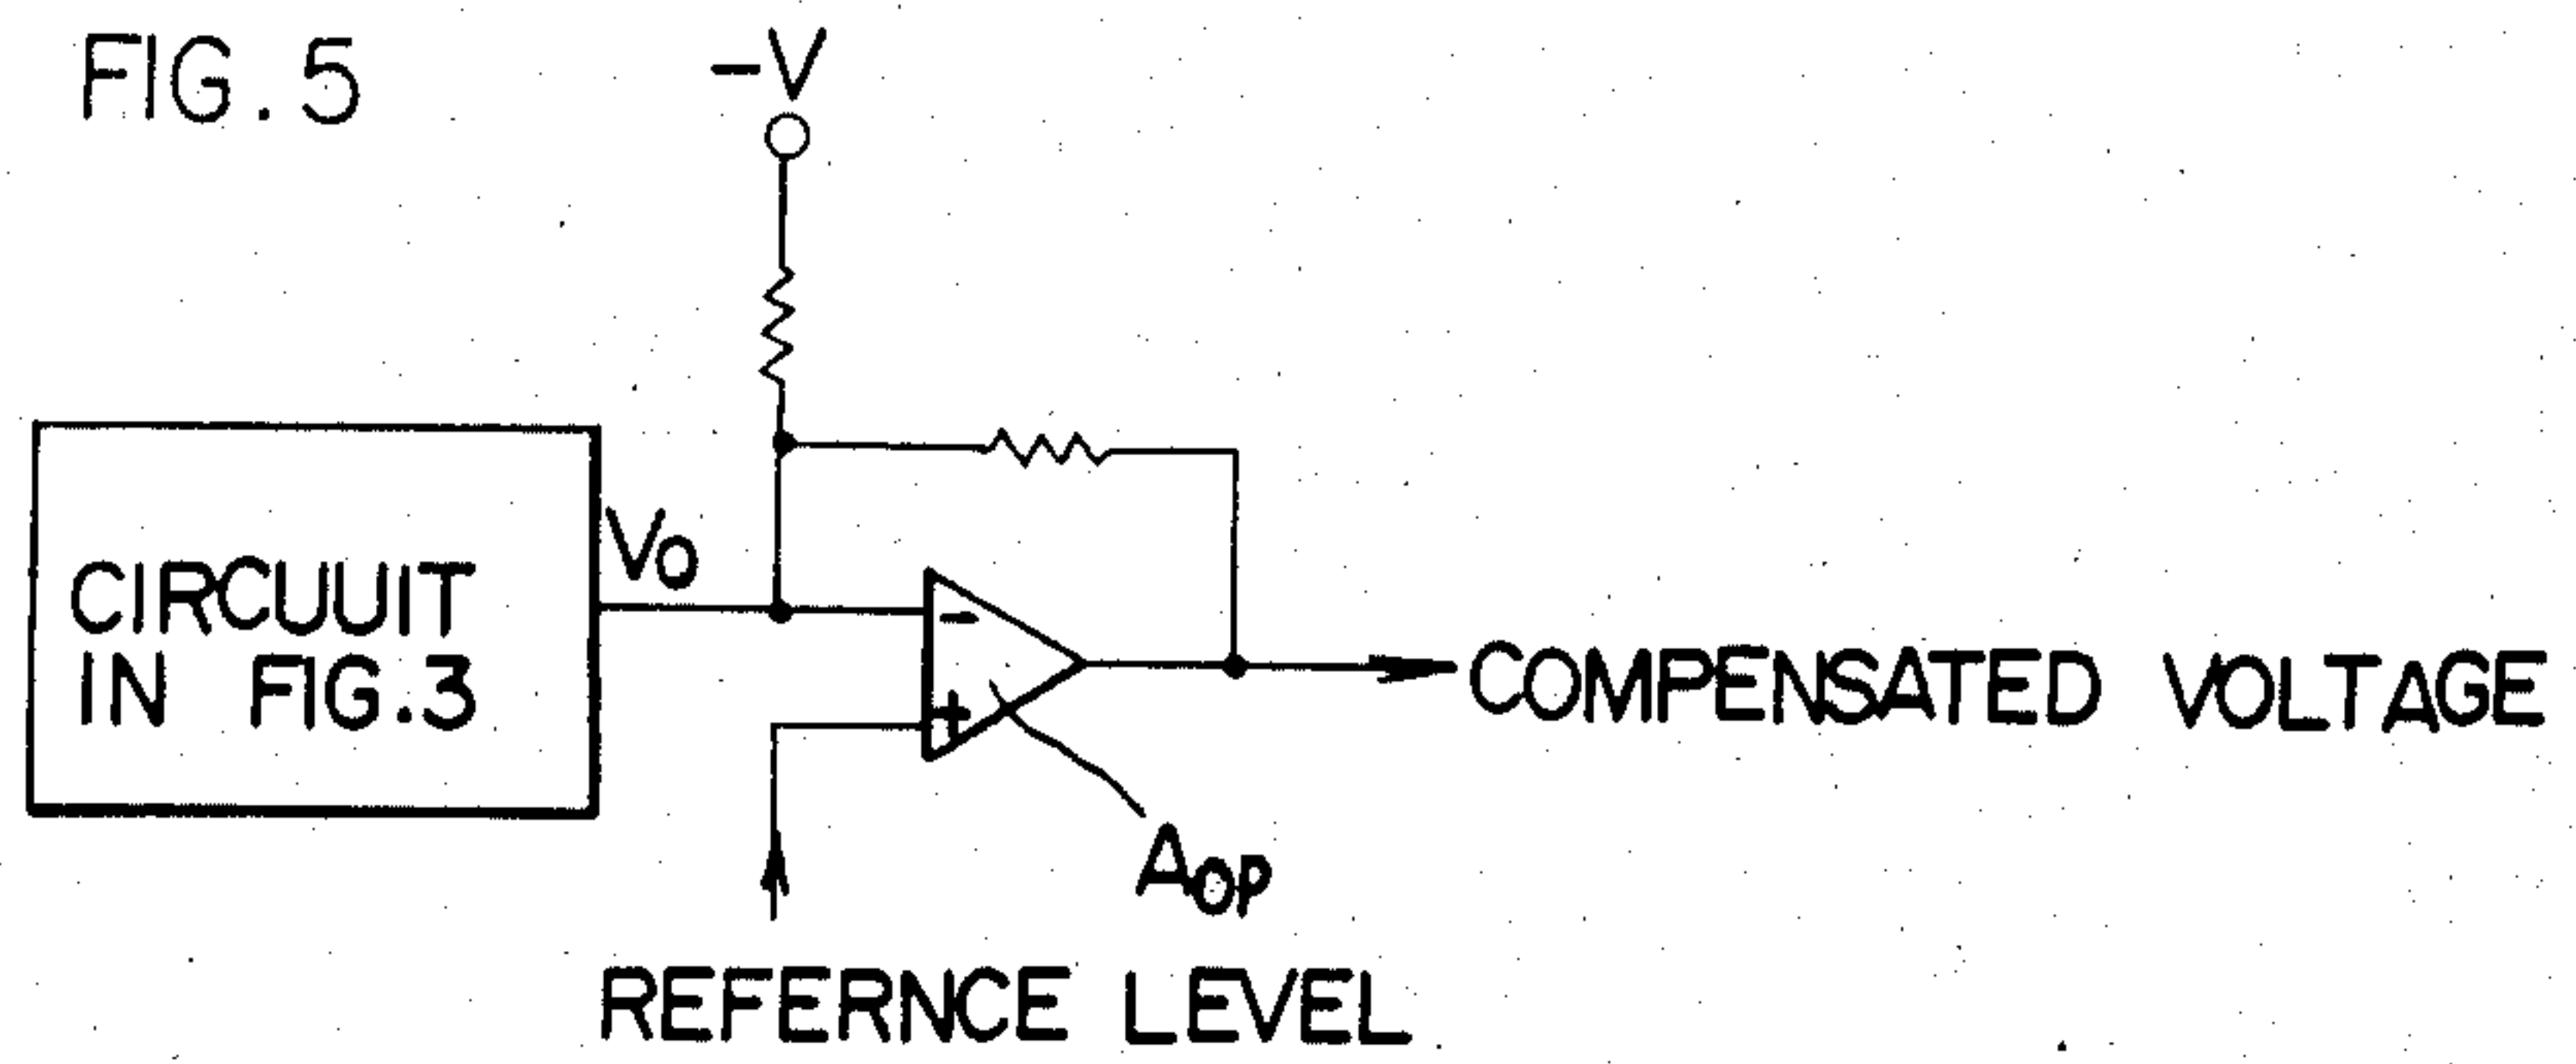 FIG. 5
-V
Vo
CIRCUUIT
IN FIG.3
-
+
COMPENSATED VOLTAGE
AOP
REFERNCE LEVEL